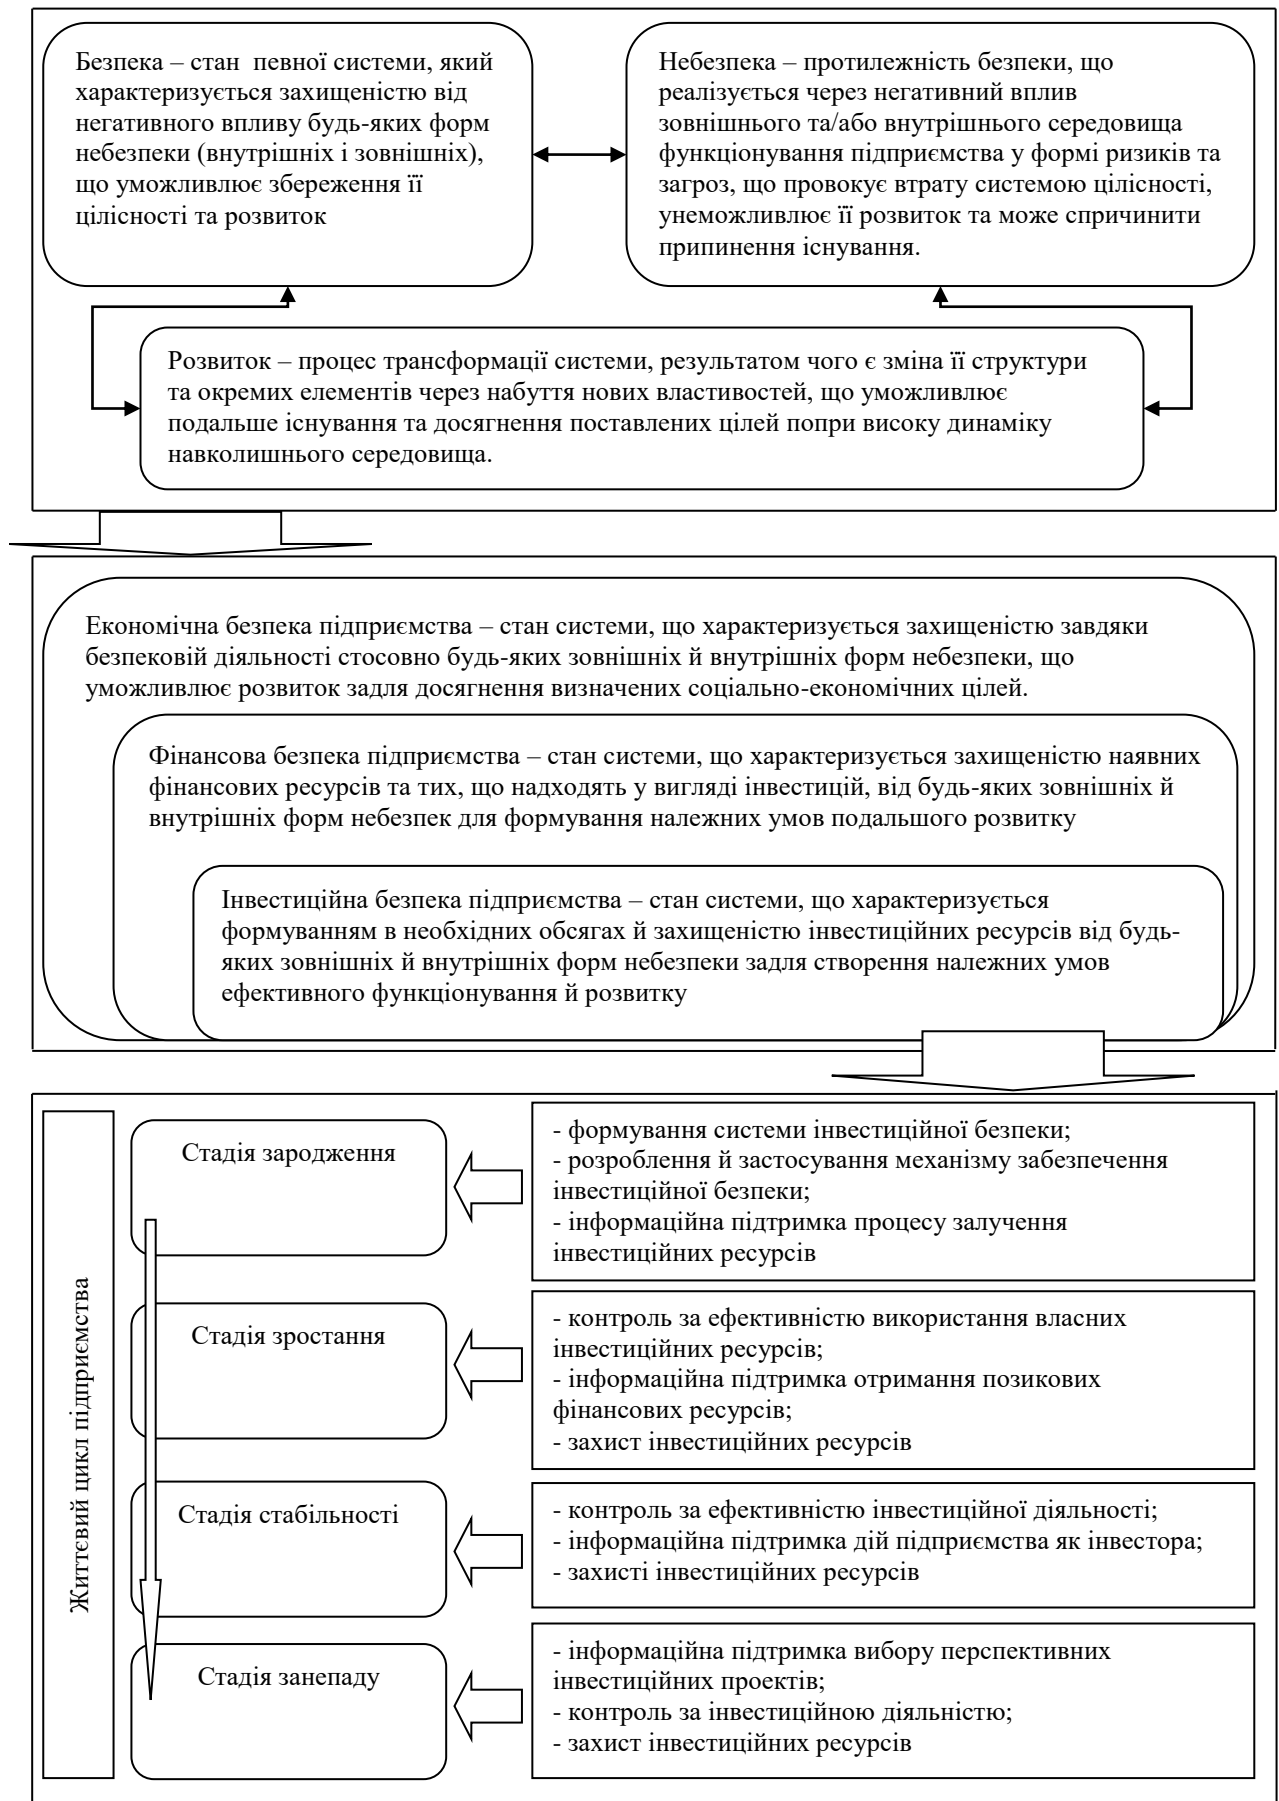 Безпека – стан певної системи, який
характеризується захищеністю від
негативного впливу будь-яких форм
небезпеки (внутрішніх і зовнішніх),
що уможливлює збереження її
цілісності та розвиток
Небезпека – протилежність безпеки, що
реалізується через негативний вплив
зовнішнього та/або внутрішнього середовища
функціонування підприємства у формі ризиків та
загроз, що провокує втрату системою цілісності,
унеможливлює її розвиток та може спричинити
припинення існування.
Розвиток – процес трансформації системи, результатом чого є зміна її структури
та окремих елементів через набуття нових властивостей, що уможливлює
подальше існування та досягнення поставлених цілей попри високу динаміку
навколишнього середовища.
Економічна безпека підприємства – стан системи, що характеризується захищеністю завдяки
безпековій діяльності стосовно будь-яких зовнішніх й внутрішніх форм небезпеки, що
уможливлює розвиток задля досягнення визначених соціально-економічних цілей.
Фінансова безпека підприємства – стан системи, що характеризується захищеністю наявних
фінансових ресурсів та тих, що надходять у вигляді інвестицій, від будь-яких зовнішніх й
внутрішніх форм небезпек для формування належних умов подальшого розвитку
Інвестиційна безпека підприємства – стан системи, що характеризується
формуванням в необхідних обсягах й захищеністю інвестиційних ресурсів від будь-
яких зовнішніх й внутрішніх форм небезпеки задля створення належних умов
ефективного функціонування й розвитку
Життєвий цикл підприємства
Стадія зародження
- формування системи інвестиційної безпеки;
- розроблення й застосування механізму забезпечення
інвестиційної безпеки;
- інформаційна підтримка процесу залучення
інвестиційних ресурсів
Стадія зростання
- контроль за ефективністю використання власних
інвестиційних ресурсів;
- інформаційна підтримка отримання позикових
фінансових ресурсів;
- захист інвестиційних ресурсів
Стадія стабільності
- контроль за ефективністю інвестиційної діяльності;
- інформаційна підтримка дій підприємства як інвестора;
- захисті інвестиційних ресурсів
Стадія занепаду
- інформаційна підтримка вибору перспективних
інвестиційних проектів;
- контроль за інвестиційною діяльністю;
- захист інвестиційних ресурсів